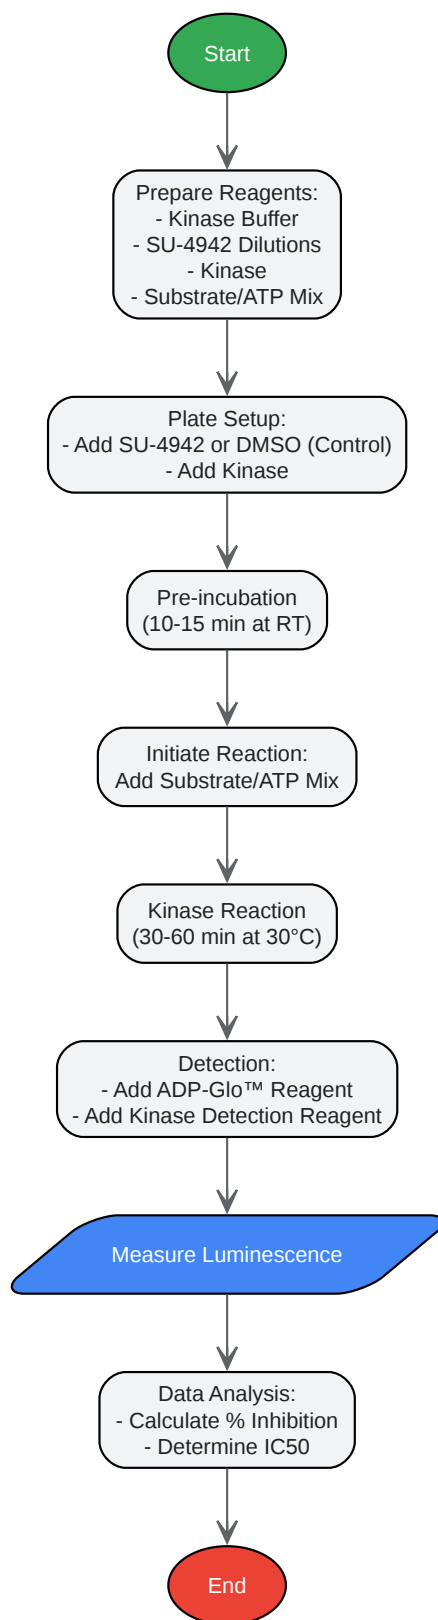 Start
Prepare Reagents:
- Kinase Buffer
- SU-4942 Dilutions
- Kinase
- Substrate/ATP Mix
Plate Setup:
- Add SU-4942 or DMSO (Control)
- Add Kinase
Pre-incubation
(10-15 min at RT)
Initiate Reaction:
Add Substrate/ATP Mix
Kinase Reaction
(30-60 min at 30°C)
Detection:
- Add ADP-Glo™ Reagent
- Add Kinase Detection Reagent
Measure Luminescence
Data Analysis:
- Calculate % Inhibition
- Determine IC50
End